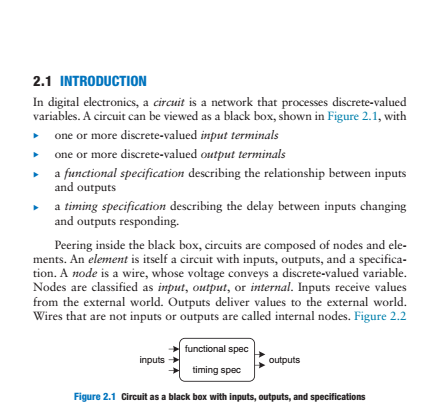 2.1 INTRODUCTION
In digital electronics, a circuit is a network that processes discrete-valued
variables. A circuit can be viewed as a black box, shown in Figure 2.1, with
▸ one or more discrete-valued input terminals
▸ one or more discrete-valued output terminals
▸ a functional specification describing the relationship between inputs
and outputs
▸ a timing specification describing the delay between inputs changing
and outputs responding.
Peering inside the black box, circuits are composed of nodes and ele-
ments. An element is itself a circuit with inputs, outputs, and a specifica-
tion. A node is a wire, whose voltage conveys a discrete-valued variable.
Nodes are classified as input, output, or internal. Inputs receive values
from the external world. Outputs deliver values to the external world.
Wires that are not inputs or outputs are called internal nodes. Figure 2.2
functional spec
inputs
outputs
timing spec
Figure 2.1 Circuit as a black box with inputs, outputs, and specifications